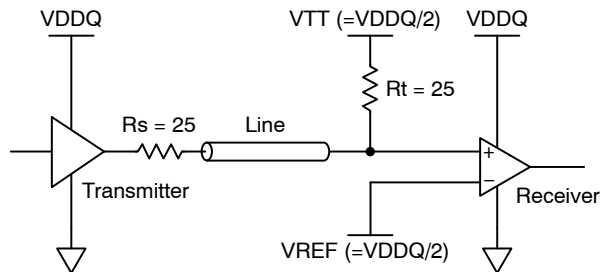 VDDQ
VTT (=VDDQ/2)
VDDQ
Rt = 25
Rs = 25
Line
+
−
Transmitter
Receiver
VREF (=VDDQ/2)